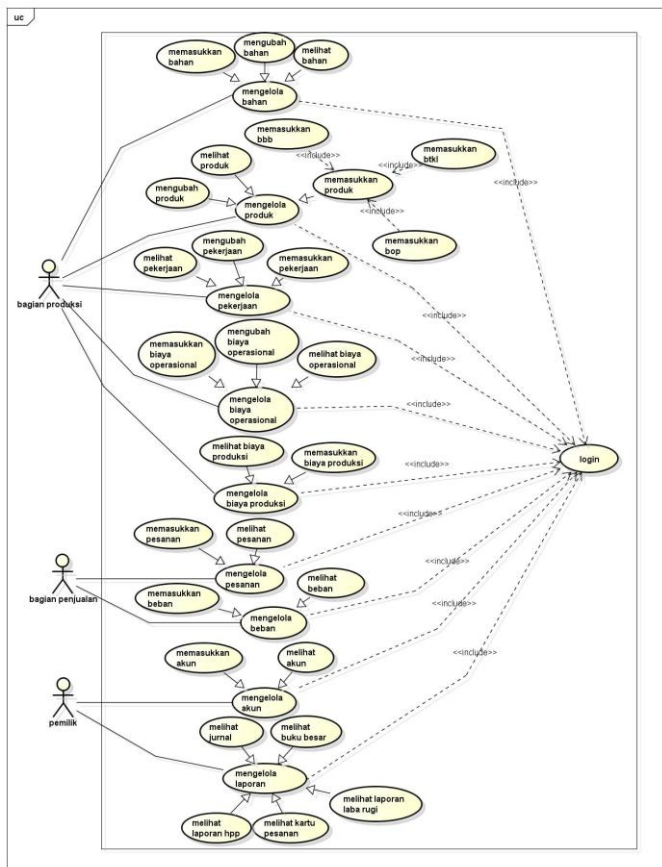 uc
memasukkan
bahan
mengubah
bahan
melihat
bahan
mengelola
bahan
memasukkan
bbb
memasukkan
btkl
<<include>>
<<include>>
melihat
produk
memasukkan
produk
mengubah
produk
mengelola
produk
<<include>>
memasukkan
bop
<<include>>
mengubah
pekerjaan
melihat
pekerjaan
memasukkan
pekerjaan
bagian produksi
mengelola
pekerjaan
<<include>>
mengubah
biaya
operasional
memasukkan
biaya
operasional
melihat biaya
operasional
<<include>>
mengelola
biaya
operasional
<<include>>
melihat biaya
produksi
memasukkan
biaya produksi
login
<<include>>
mengelola
biaya produksi
memasukkan
pesanan
melihat
pesanan
<<include>>
mengelola
pesanan
<<include>>
bagian penjualan
memasukkan
beban
melihat
beban
<<include>>
mengelola
beban
memasukkan
akun
melihat
akun
<<include>>
mengelola
akun
pemilik
melihat
jurnal
melihat
buku besar
mengelola
laporan
melihat laporan
laba rugi
melihat
laporan hpp
melihat kartu
pesanan